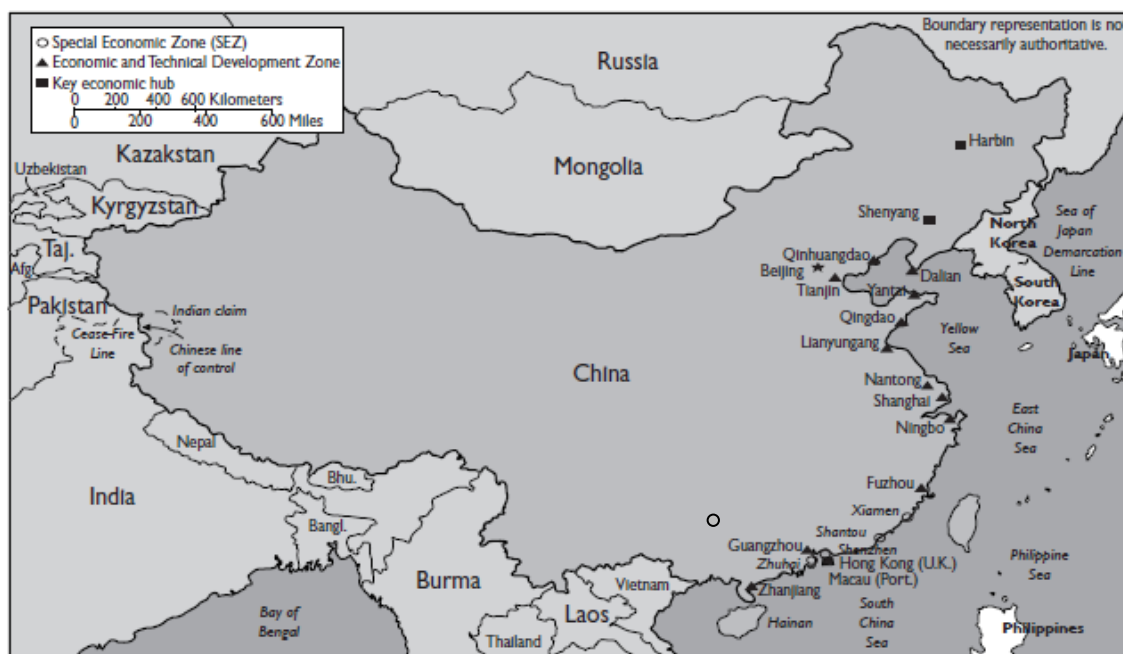 Special Economic Zone (SEZ)
Economic and Technical Development Zone
Key economic hub
0 200 400 600 Kilometers
0 200 400 600 Miles
Boundary representation is no
necessarily authoritative.
Russia
Kazakstan
Mongolia
Harbin
Uzbekistan
Kyrgyzstan
Shenyang
North
Korea
Sea of
Japan
Demarcation
Line
Taj.
Afg
Qinhuangdao
Beijing
Tianjin
Dalian
Yantai
South
Korea
Pakistan
Indian claim
Cease-Fire
Line
Chinese line
of control
Qingdao
Yellow
Sea
Lianyungang
Japan
China
Nantong
Shanghai
Ningbo
East
China
Sea
Nepal
Bhu.
India
Bangl.
Fuzhou
Xiamen
Shantou
Shenzhen
Guangzhou
Zhuhai
Hong Kong (U.K.)
Macau (Port.)
Philippine
Sea
Burma
Vietnam
Zhanjiang
Laos
Bay of
Bengal
Thailand
Hainan
South
China
Sea
Philippines